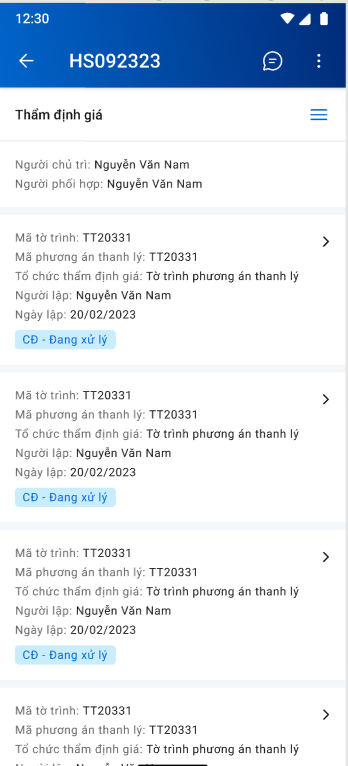 12:30
HS092323
Thẩm định giá
Người chủ trì: Nguyễn Văn Nam
Người phối hợp: Nguyễn Văn Nam
Mã tờ trình: TT20331
Mã phương án thanh lý: TT20331
Tổ chức thẩm định giá: Tờ trình phương án thanh lý
Người lập: Nguyễn Văn Nam
Ngày lập: 20/02/2023
CĐ - Đang xử lý
Mã tờ trình: TT20331
Mã phương án thanh lý: TT20331
Tổ chức thẩm định giá: Tờ trình phương án thanh lý
Người lập: Nguyễn Văn Nam
Ngày lập: 20/02/2023
CĐ - Đang xử lý
Mã tờ trình: TT20331
Mã phương án thanh lý: TT20331
Tổ chức thẩm định giá: Tờ trình phương án thanh lý
Người lập: Nguyễn Văn Nam
Ngày lập: 20/02/2023
CĐ - Đang xử lý
Mã tờ trình: TT20331
Mã phương án thanh lý: TT20331
Tổ chức thẩm định giá: Tờ trình phương án thanh lý